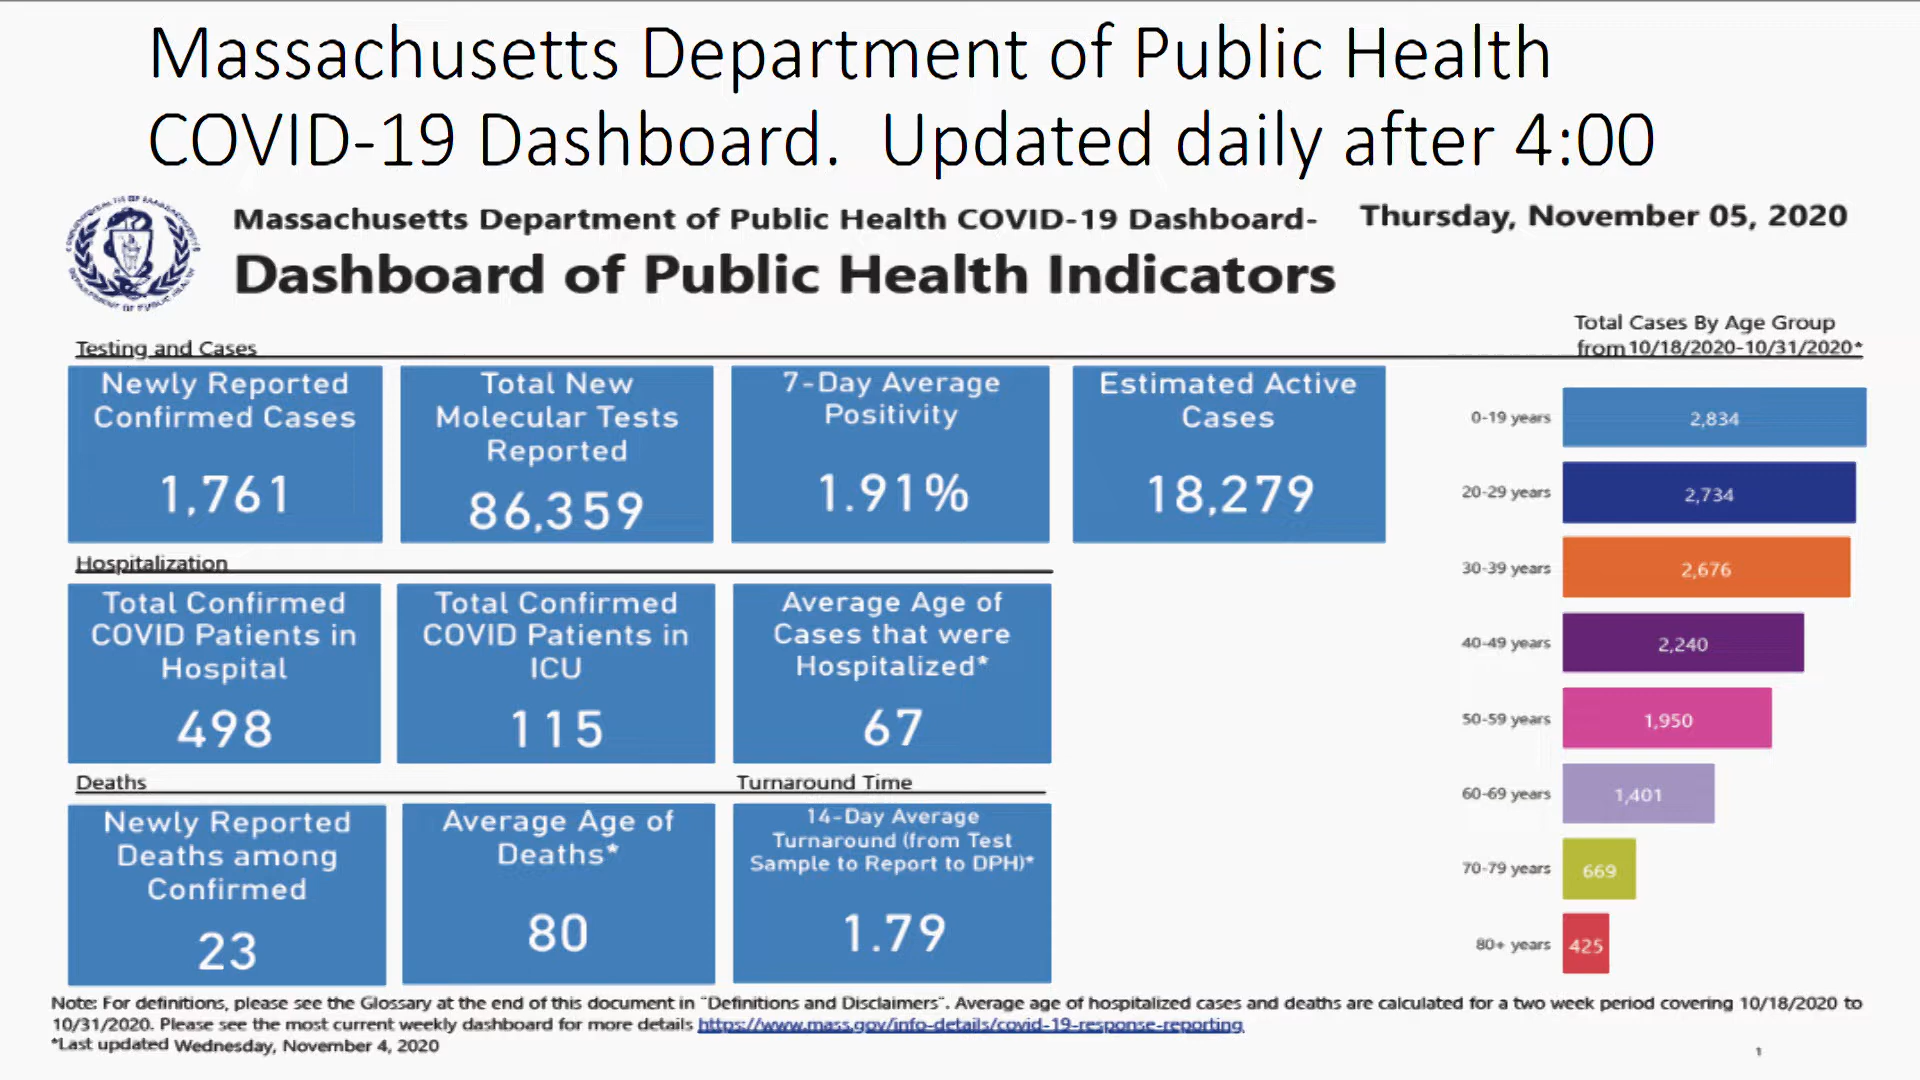 Massachusetts Department of Public Health
COVID-19 Dashboard.  Updated daily after 4:00
Massachusetts Department of Public Health COVID-19 Dashboard-
Thursday, November 05, 2020
Dashboard of Public Health Indicators
Testing and Cases
Newly Reported
Confirmed Cases
1,761
Total New
Molecular Tests
Reported
86,359
7-Day Average
Positivity
1.91%
Estimated Active
Cases
18,279
Hospitalization
Total Confirmed
COVID Patients in
Hospital
498
Total Confirmed
COVID Patients in
ICU
115
Average Age of
Cases that were
Hospitalized*
67
Deaths
Newly Reported
Deaths among
Confirmed
23
Average Age of
Deaths*
80
Turnaround Time
14-Day Average
Turnaround (from Test
Sample to Report to DPH)*
1.79
Total Cases By Age Group
from 10/18/2020-10/31/2020*
0-19 years 2,834
20-29 years 2,734
30-39 years 2,676
40-49 years 2,240
50-59 years 1,950
60-69 years 1,401
70-79 years 669
80+ years 425
Note: For definitions, please see the Glossary at the end of this document in "Definitions and Disclaimers". Average age of hospitalized cases and deaths are calculated for a two week period covering 10/18/2020 to
10/31/2020. Please see the most current weekly dashboard for more details https://www.mass.gov/info-details/covid-19-response-reporting.
*Last updated Wednesday, November 4, 2020
1